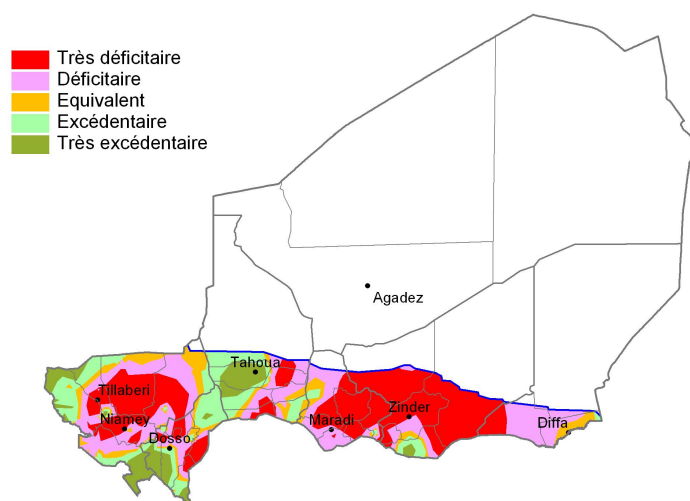 Très déficitaire
Déficitaire
Equivalent
Excédentaire
Très excédentaire
Agadez
Tahoua
Tillaberi
Zinder
Maradi
Niamey
Diffa
Dosso